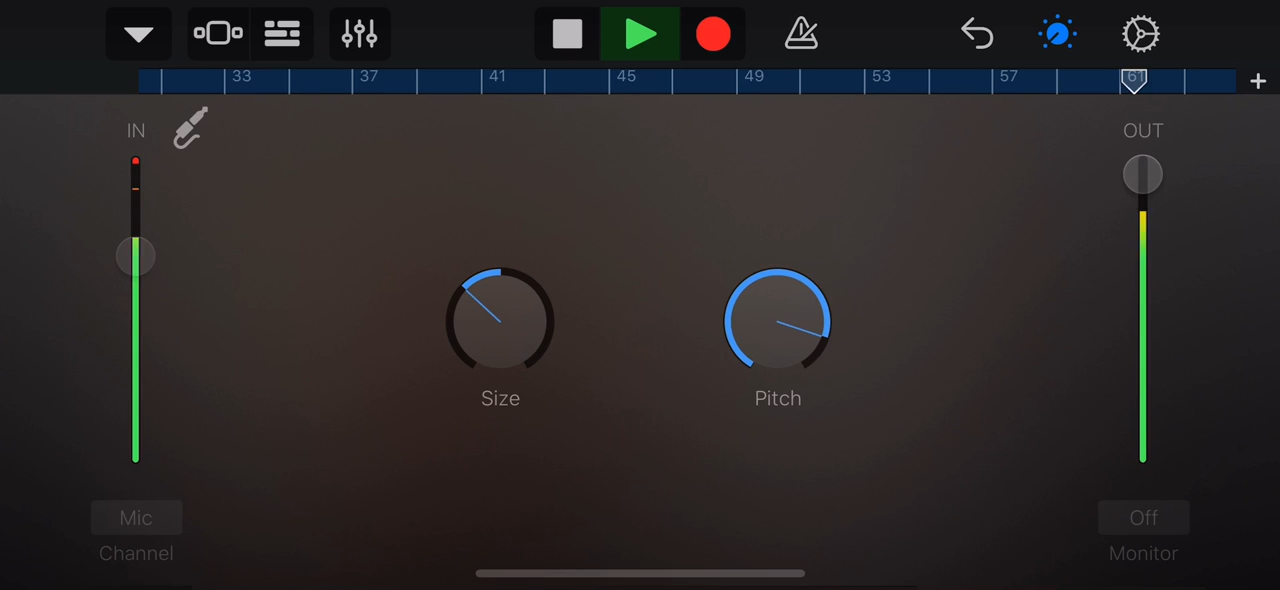 33 37 41 45 49 53 57 61
IN
OUT
Size
Pitch
Mic
Off
Channel
Monitor